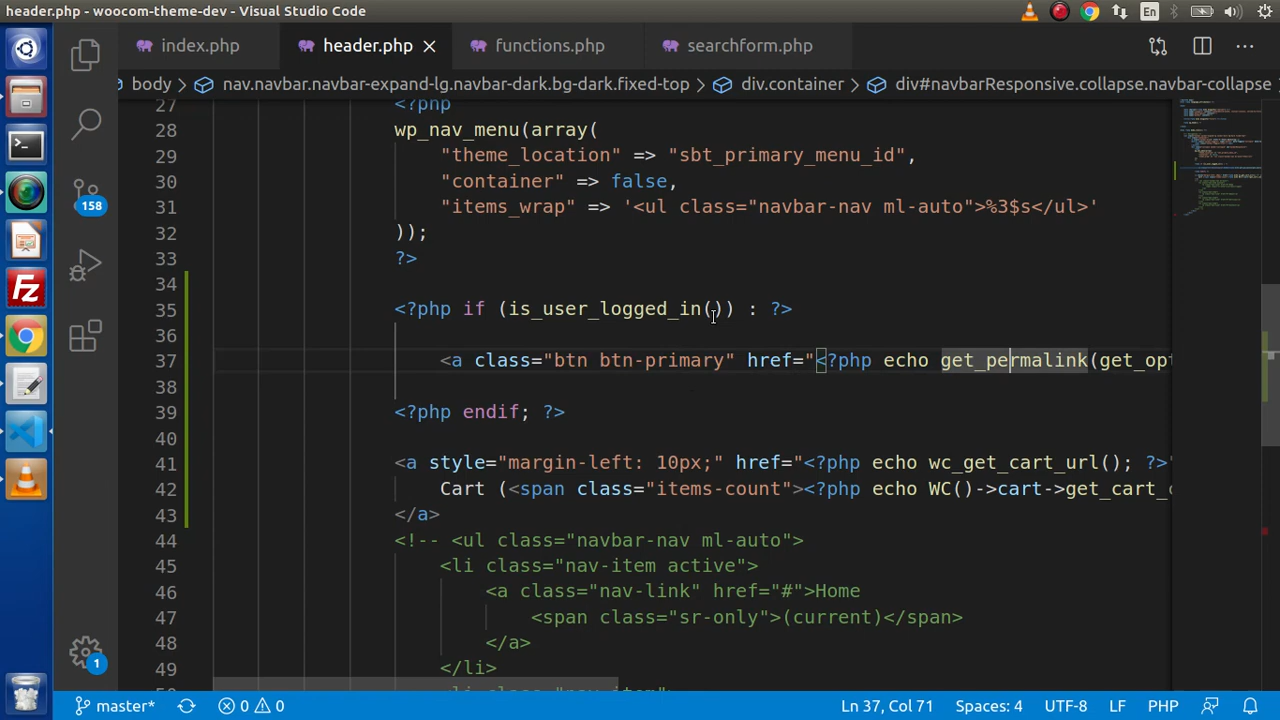 header.php - woocom-theme-dev - Visual Studio Code
En
index.php
header.php
functions.php
searchform.php
body
nav.navbar.navbar-expand-lg.navbar-dark.bg-dark.fixed-top
div.container
div#navbarResponsive.collapse.navbar-collapse
27 <?php
28 wp_nav_menu(array(
29 "theme_location" => "sbt_primary_menu_id",
30 "container" => false,
31 "items_wrap" => '<ul class="navbar-nav ml-auto">%3$s</ul>'
32 ));
33 ?>
34
35 <?php if (is_user_logged_in()) : ?>
36
37 <a class="btn btn-primary" href="<?php echo get_permalink(get_opt
38
39 <?php endif; ?>
40
41 <a style="margin-left: 10px;" href="<?php echo wc_get_cart_url(); ?>"
42 Cart (<span class="items-count"><?php echo WC()->cart->get_cart_c
43 </a>
44 <!-- <ul class="navbar-nav ml-auto">
45 <li class="nav-item active">
46 <a class="nav-link" href="#">Home
47 <span class="sr-only">(current)</span>
48 </a>
49 </li>
158
Fz
1
master*
0
0
Ln 37, Col 71
Spaces: 4
UTF-8
LF
PHP